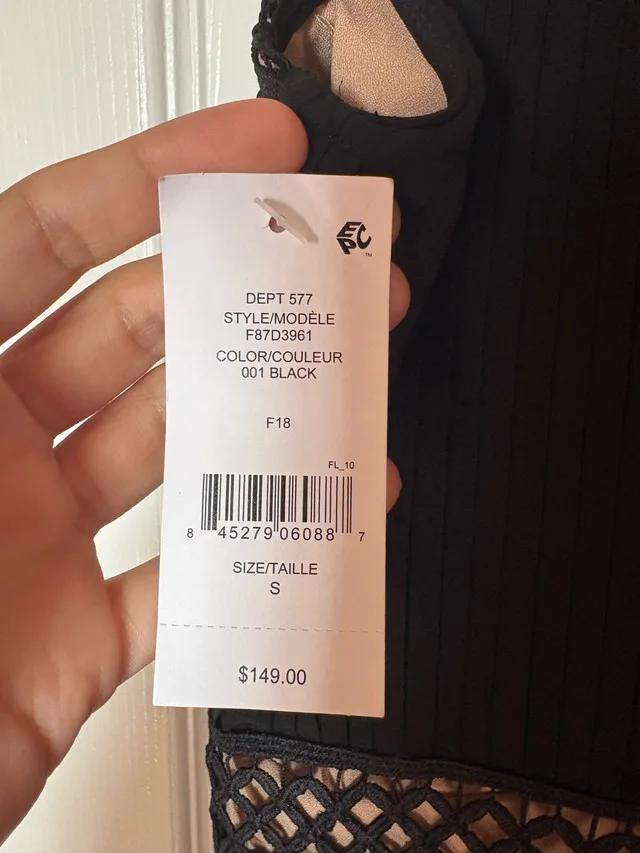 EPC
TM
DEPT 577
STYLE/MODÈLE
F87D3961
COLOR/COULEUR
001 BLACK
F18
FL_10
8 45279 06088 7
SIZE/TAILLE
S
$149.00